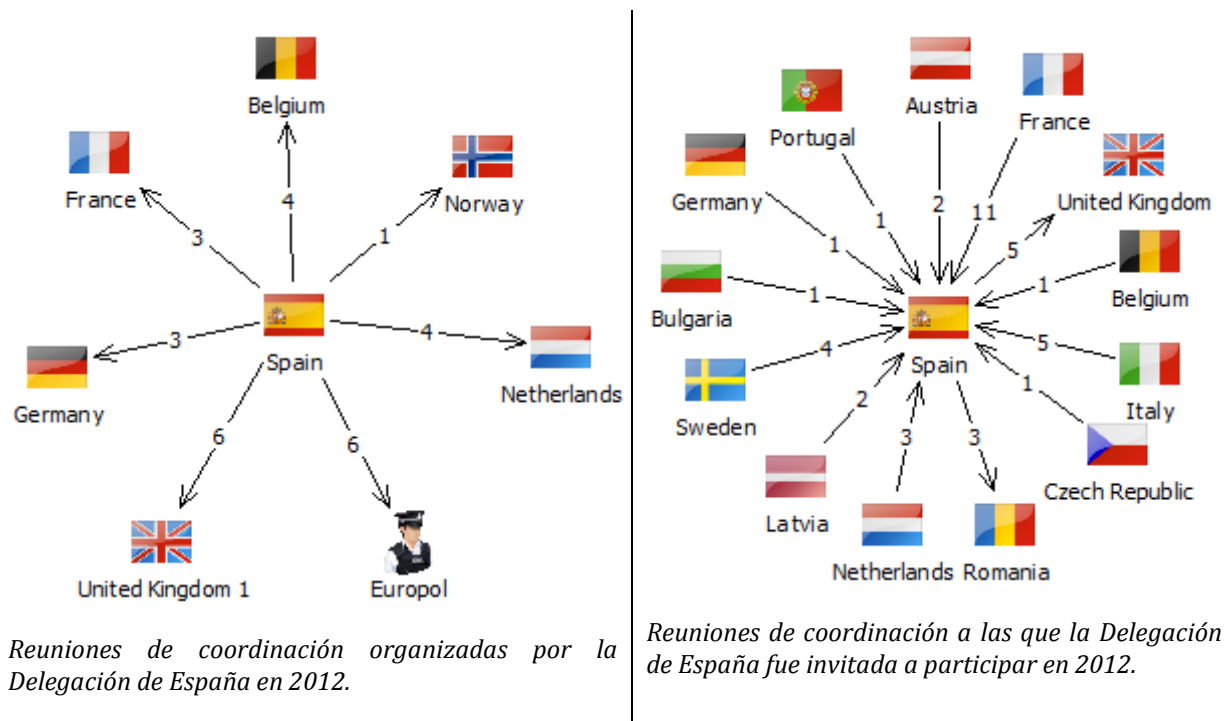 Belgium
France
Norway
4
3
1
Spain
3
4
Germany
Netherlands
6
6
United Kingdom 1
Europol
Reuniones de coordinación organizadas por la
Delegación de España en 2012.
Austria
France
Portugal
Germany
United Kingdom
2
11
1
1
5
Belgium
1
1
Bulgaria
4
5
Spain
Italy
Sweden
2
1
3
3
Czech Republic
Latvia
Netherlands
Romania
Reuniones de coordinación a las que la Delegación
de España fue invitada a participar en 2012.